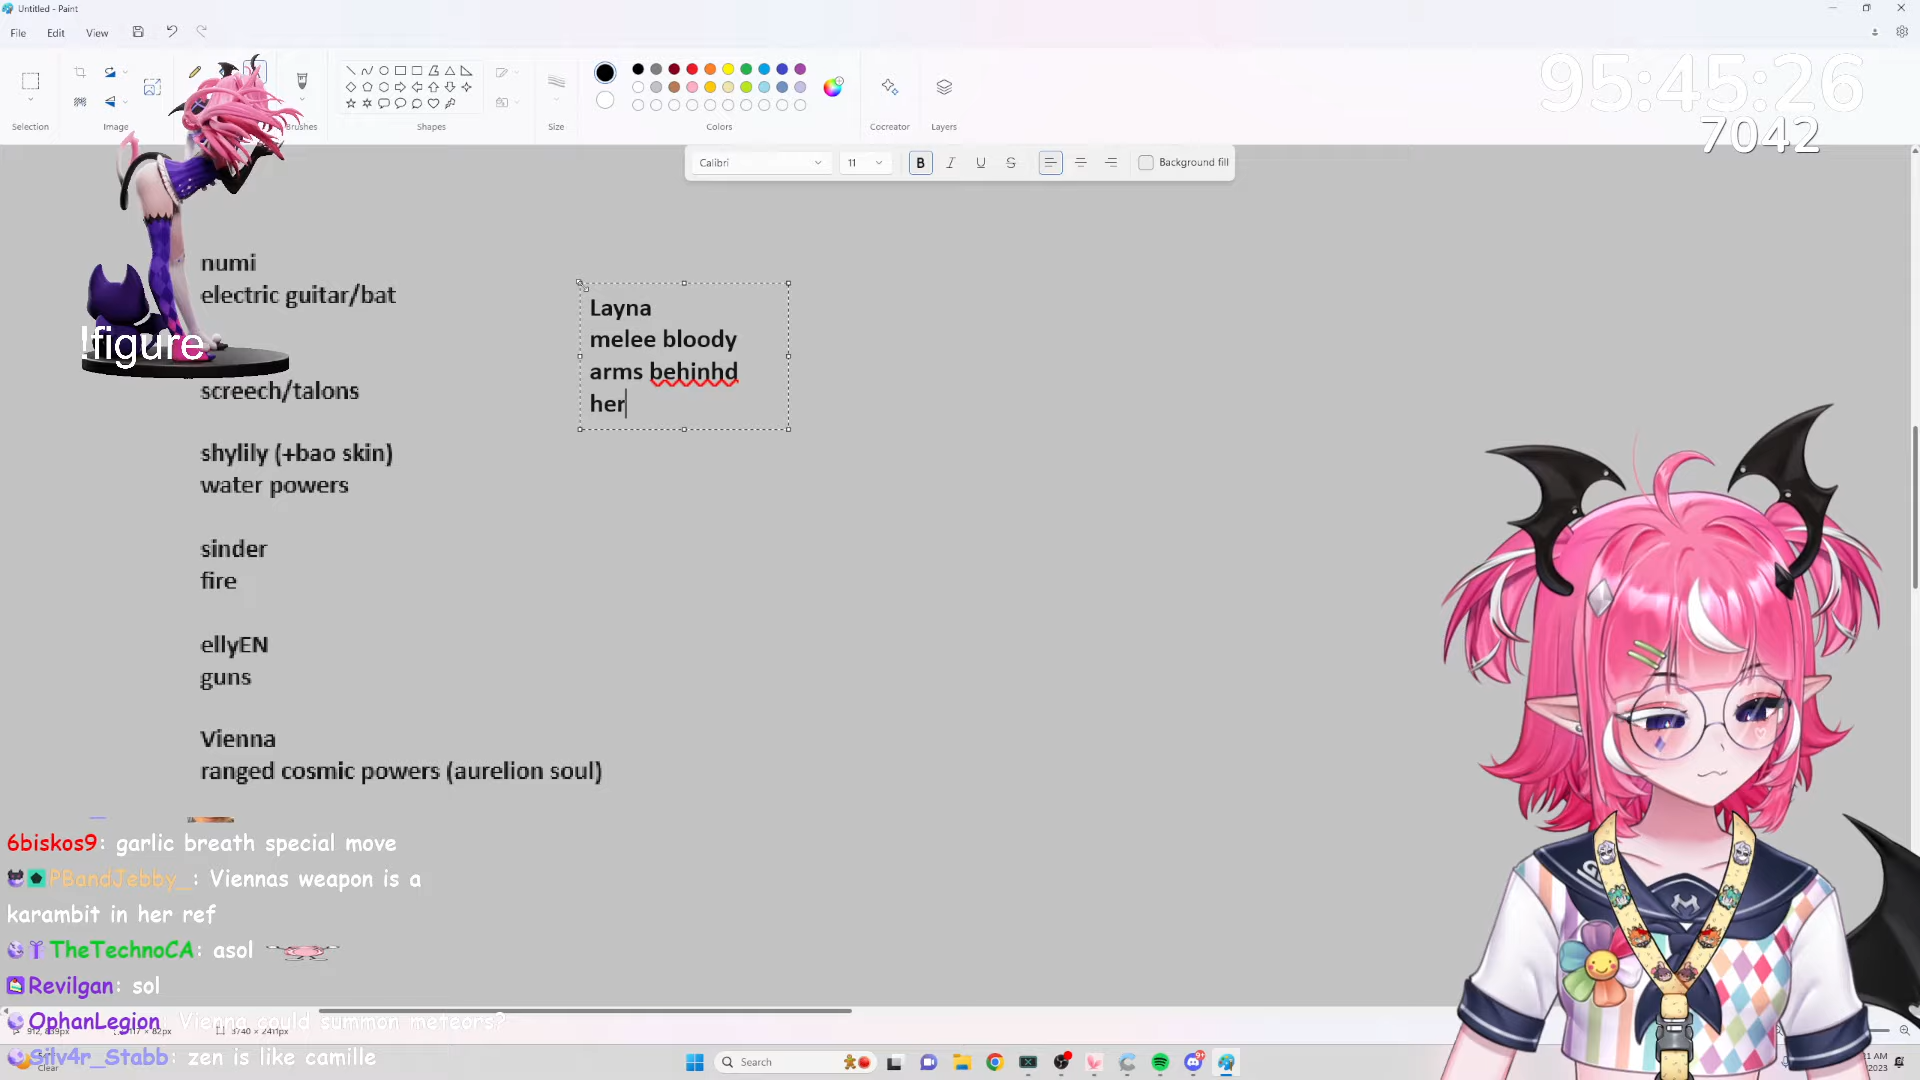 Untitled - Paint
File Edit View
Selection
Image
Brushes
Shapes
Size
Colors
Cocreator
Layers
95:45:26
7042
Calibri 11 B I U S Background fill
numi
electric guitar/bat
!figure
screech/talons
shylily (+bao skin)
water powers
sinder
fire
ellyEN
guns
Vienna
ranged cosmic powers (aurelion soul)
Layna
melee bloody
arms behinhd
her
6biskos9: garlic breath special move
PBandJebby_: Viennas weapon is a
karambit in her ref
TheTechnoCA: asol
Revilgan: sol
OphanLegion Vienna could summon meteors?
3740 × 2411px
Silv4r_Stabb: zen is like camille
Clear
Search
2023